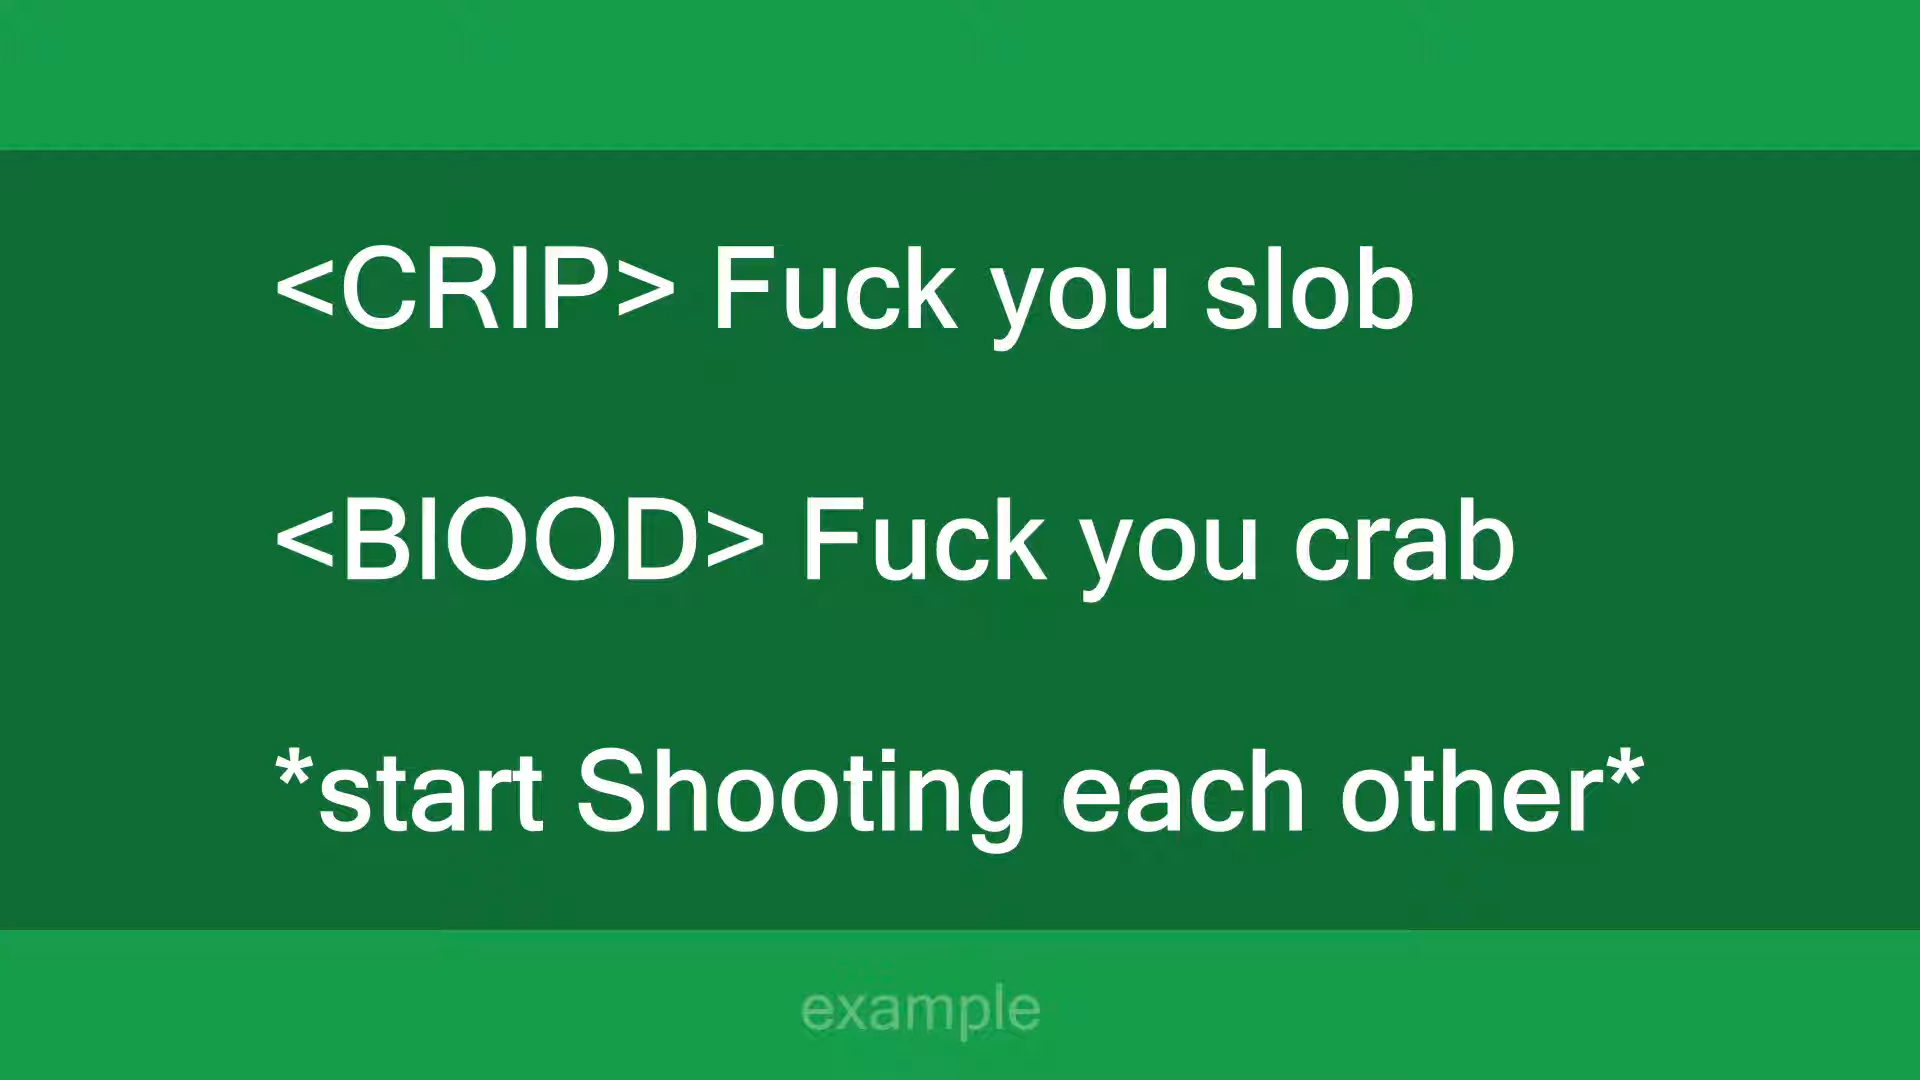 <CRIP> Fuck you slob
<BlOOD> Fuck you crab
*start Shooting each other*
example